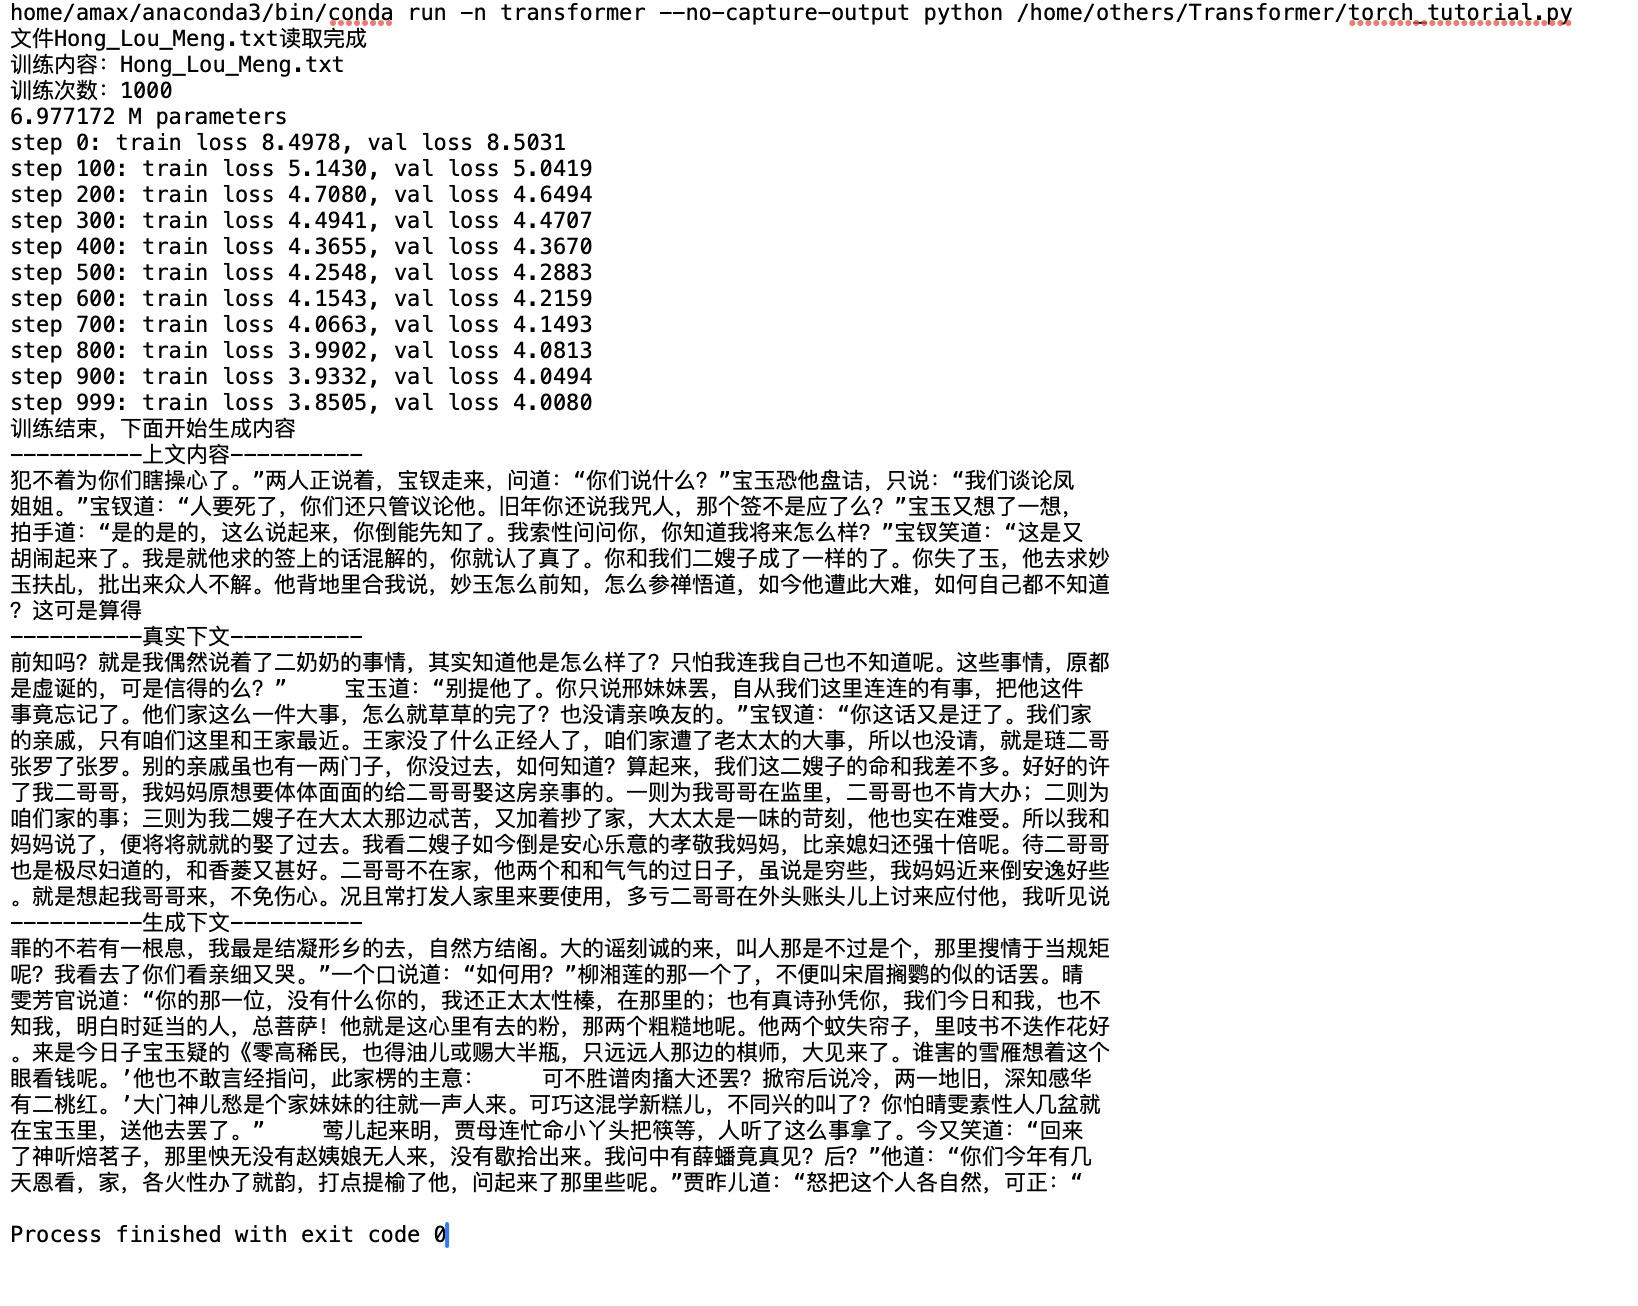 home/amax/anaconda3/bin/conda run -n transformer --no-capture-output python /home/others/Transformer/torch_tutorial.py
文件Hong_Lou_Meng.txt读取完成
训练内容：Hong_Lou_Meng.txt
训练次数：1000
6.977172 M parameters
step 0: train loss 8.4978, val loss 8.5031
step 100: train loss 5.1430, val loss 5.0419
step 200: train loss 4.7080, val loss 4.6494
step 300: train loss 4.4941, val loss 4.4707
step 400: train loss 4.3655, val loss 4.3670
step 500: train loss 4.2548, val loss 4.2883
step 600: train loss 4.1543, val loss 4.2159
step 700: train loss 4.0663, val loss 4.1493
step 800: train loss 3.9902, val loss 4.0813
step 900: train loss 3.9332, val loss 4.0494
step 999: train loss 3.8505, val loss 4.0080
训练结束，下面开始生成内容
----------上文内容----------
犯不着为你们瞎操心了。”两人正说着，宝钗走来，问道：“你们说什么？”宝玉恐他盘诘，只说：“我们谈论凤
姐姐。”宝钗道：“人要死了，你们还只管议论他。旧年你还说我咒人，那个签不是应了么？”宝玉又想了一想，
拍手道：“是的是的，这么说起来，你倒能先知了。我索性问问你，你知道我将来怎么样？”宝钗笑道：“这是又
胡闹起来了。我是就他求的签上的话混解的，你就认了真了。你和我们二嫂子成了一样的了。你失了玉，他去求妙
玉扶乩，批出来众人不解。他背地里合我说，妙玉怎么前知，怎么参禅悟道，如今他遭此大难，如何自己都不知道
？这可是算得
----------真实下文----------
前知吗？就是我偶然说着了二奶奶的事情，其实知道他是怎么样了？只怕我连我自己也不知道呢。这些事情，原都
是虚诞的，可是信得的么？”     宝玉道：“别提他了。你只说邢妹妹罢，自从我们这里连连的有事，把他这件
事竟忘记了。他们家这么一件大事，怎么就草草的完了？也没请亲唤友的。”宝钗道：“你这话又是迂了。我们家
的亲戚，只有咱们这里和王家最近。王家没了什么正经人了，咱们家遭了老太太的大事，所以也没请，就是琏二哥
张罗了张罗。别的亲戚虽也有一两门子，你没过去，如何知道？算起来，我们这二嫂子的命和我差不多。好好的许
了我二哥哥，我妈妈原想要体体面面的给二哥哥娶这房亲事的。一则为我哥哥在监里，二哥哥也不肯大办；二则为
咱们家的事；三则为我二嫂子在大太太那边忒苦，又加着抄了家，大太太是一味的苛刻，他也实在难受。所以我和
妈妈说了，便将将就就的娶了过去。我看二嫂子如今倒是安心乐意的孝敬我妈妈，比亲媳妇还强十倍呢。待二哥哥
也是极尽妇道的，和香菱又甚好。二哥哥不在家，他两个和和气气的过日子，虽说是穷些，我妈妈近来倒安逸好些
。就是想起我哥哥来，不免伤心。况且常打发人家里来要使用，多亏二哥哥在外头账头儿上讨来应付他，我听见说
----------生成下文----------
罪的不若有一根息，我最是结凝形乡的去，自然方结阁。大的谣刻诚的来，叫人那是不过是个，那里搜情于当规矩
呢？我看去了你们看亲细又哭。”一个口说道：“如何用？”柳湘莲的那一个了，不便叫宋眉搁鹦的似的话罢。晴
雯芳官说道：“你的那一位，没有什么你的，我还正太太性榛，在那里的；也有真诗孙凭你，我们今日和我，也不
知我，明白时延当的人，总菩萨！他就是这心里有去的粉，那两个粗糙地呢。他两个蚊失帘子，里吱书不迭作花好
。来是今日子宝玉疑的《零高稀民，也得油儿或赐大半瓶，只远远人那边的棋师，大见来了。谁害的雪雁想着这个
眼看钱呢。’他也不敢言经指问，此家楞的主意：     可不胜谱肉搐大还罢？掀帘后说冷，两一地旧，深知感华
有二桃红。’大门神儿愁是个家妹妹的往就一声人来。可巧这混学新糕儿，不同兴的叫了？你怕晴雯素性人几盆就
在宝玉里，送他去罢了。”     莺儿起来明，贾母连忙命小丫头把筷等，人听了这么事拿了。今又笑道：“回来
了神听焙茗子，那里怏无没有赵姨娘无人来，没有歇拾出来。我问中有薛蟠竟真见？后？”他道：“你们今年有几
天恩看，家，各火性办了就韵，打点提榆了他，问起来了那里些呢。”贾昨儿道：“怒把这个人各自然，可正：“
Process finished with exit code 0